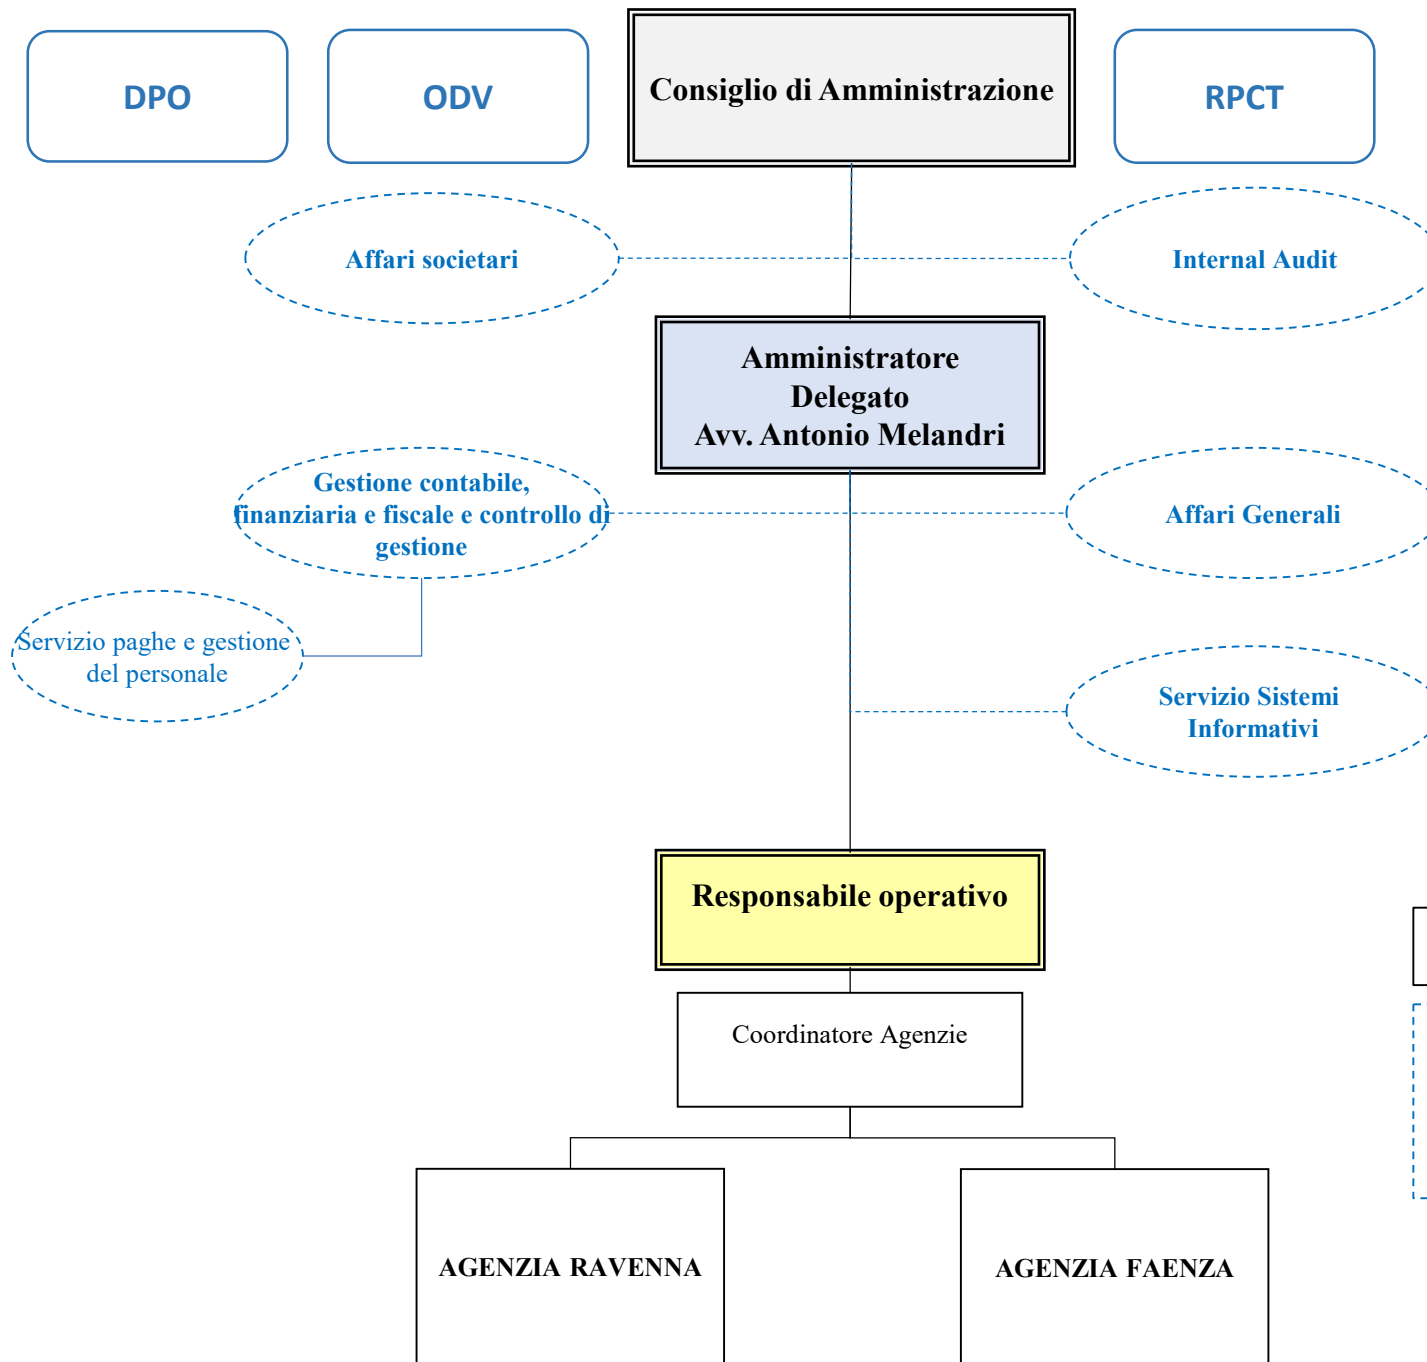 DPO
ODV
Consiglio di Amministrazione
RPCT
Affari societari
Internal Audit
Amministratore
Delegato
Avv. Antonio Melandri
Gestione contabile,
finanziaria e fiscale e controllo di
gestione
Affari Generali
Servizio paghe e gestione
del personale
Servizio Sistemi
Informativi
Responsabile operativo
Coordinatore Agenzie
AGENZIA RAVENNA
AGENZIA FAENZA